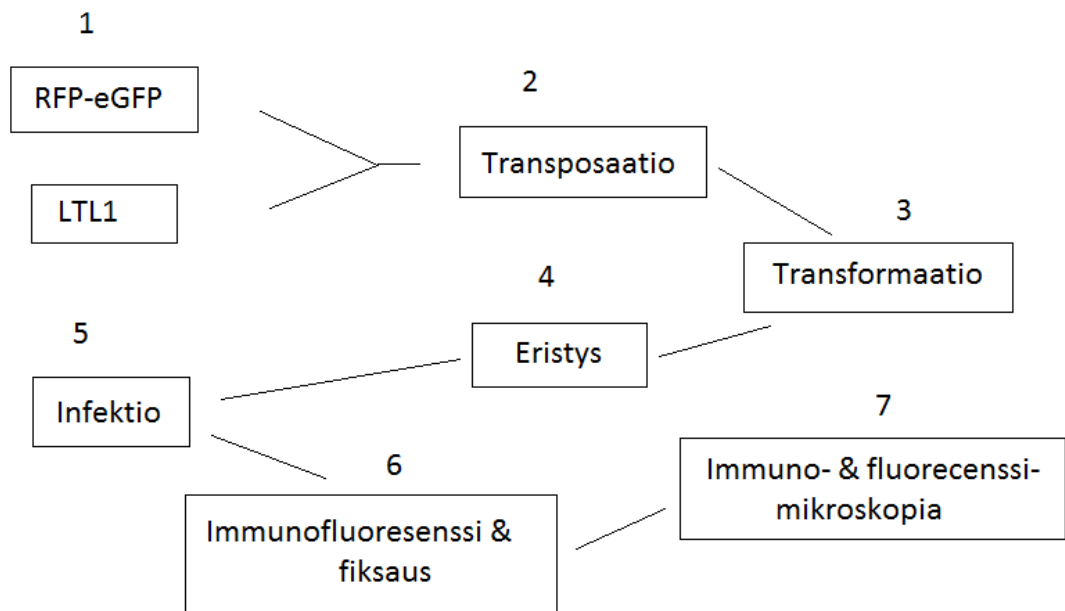 1
RFP-eGFP
LTL1
2
Transposaatio
3
Transformaatio
4
Eristys
5
Infektio
6
Immunofluoresenssi &
fiksaus
7
Immuno- & fluorecenssi-
mikroskopia